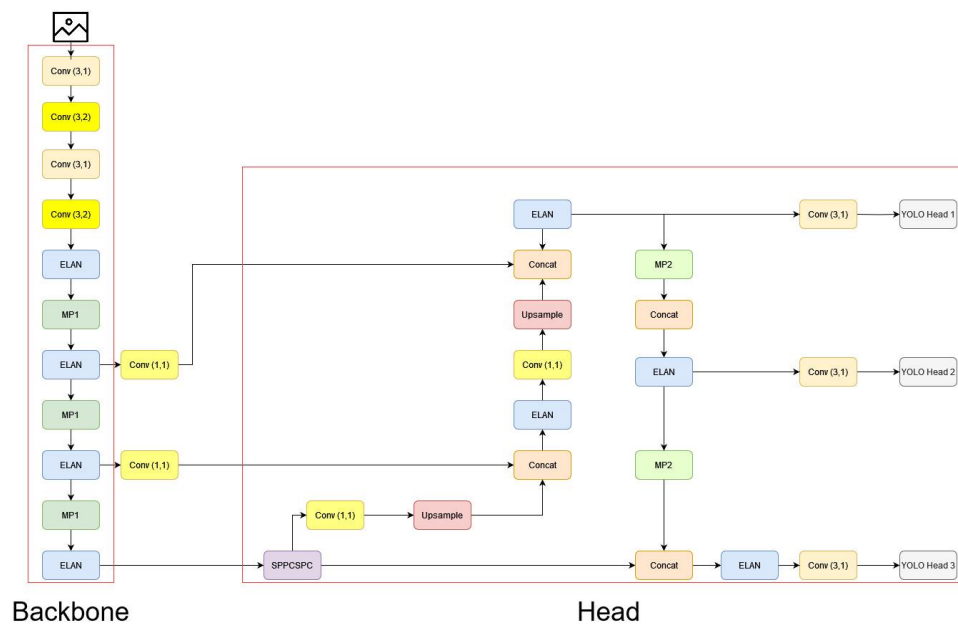 Conv (3,1)
Conv (3,2)
Conv (3,1)
Conv (3,2)
ELAN
MP1
ELAN
Conv (1,1)
MP1
ELAN
Conv (1,1)
MP1
ELAN
Backbone
SPPCSPC
Conv (1,1)
Upsample
Concat
ELAN
Conv (1,1)
Upsample
Concat
ELAN
MP2
Concat
ELAN
MP2
Concat
ELAN
Conv (3,1)
YOLO Head 1
Conv (3,1)
YOLO Head 2
Conv (3,1)
YOLO Head 3
Head